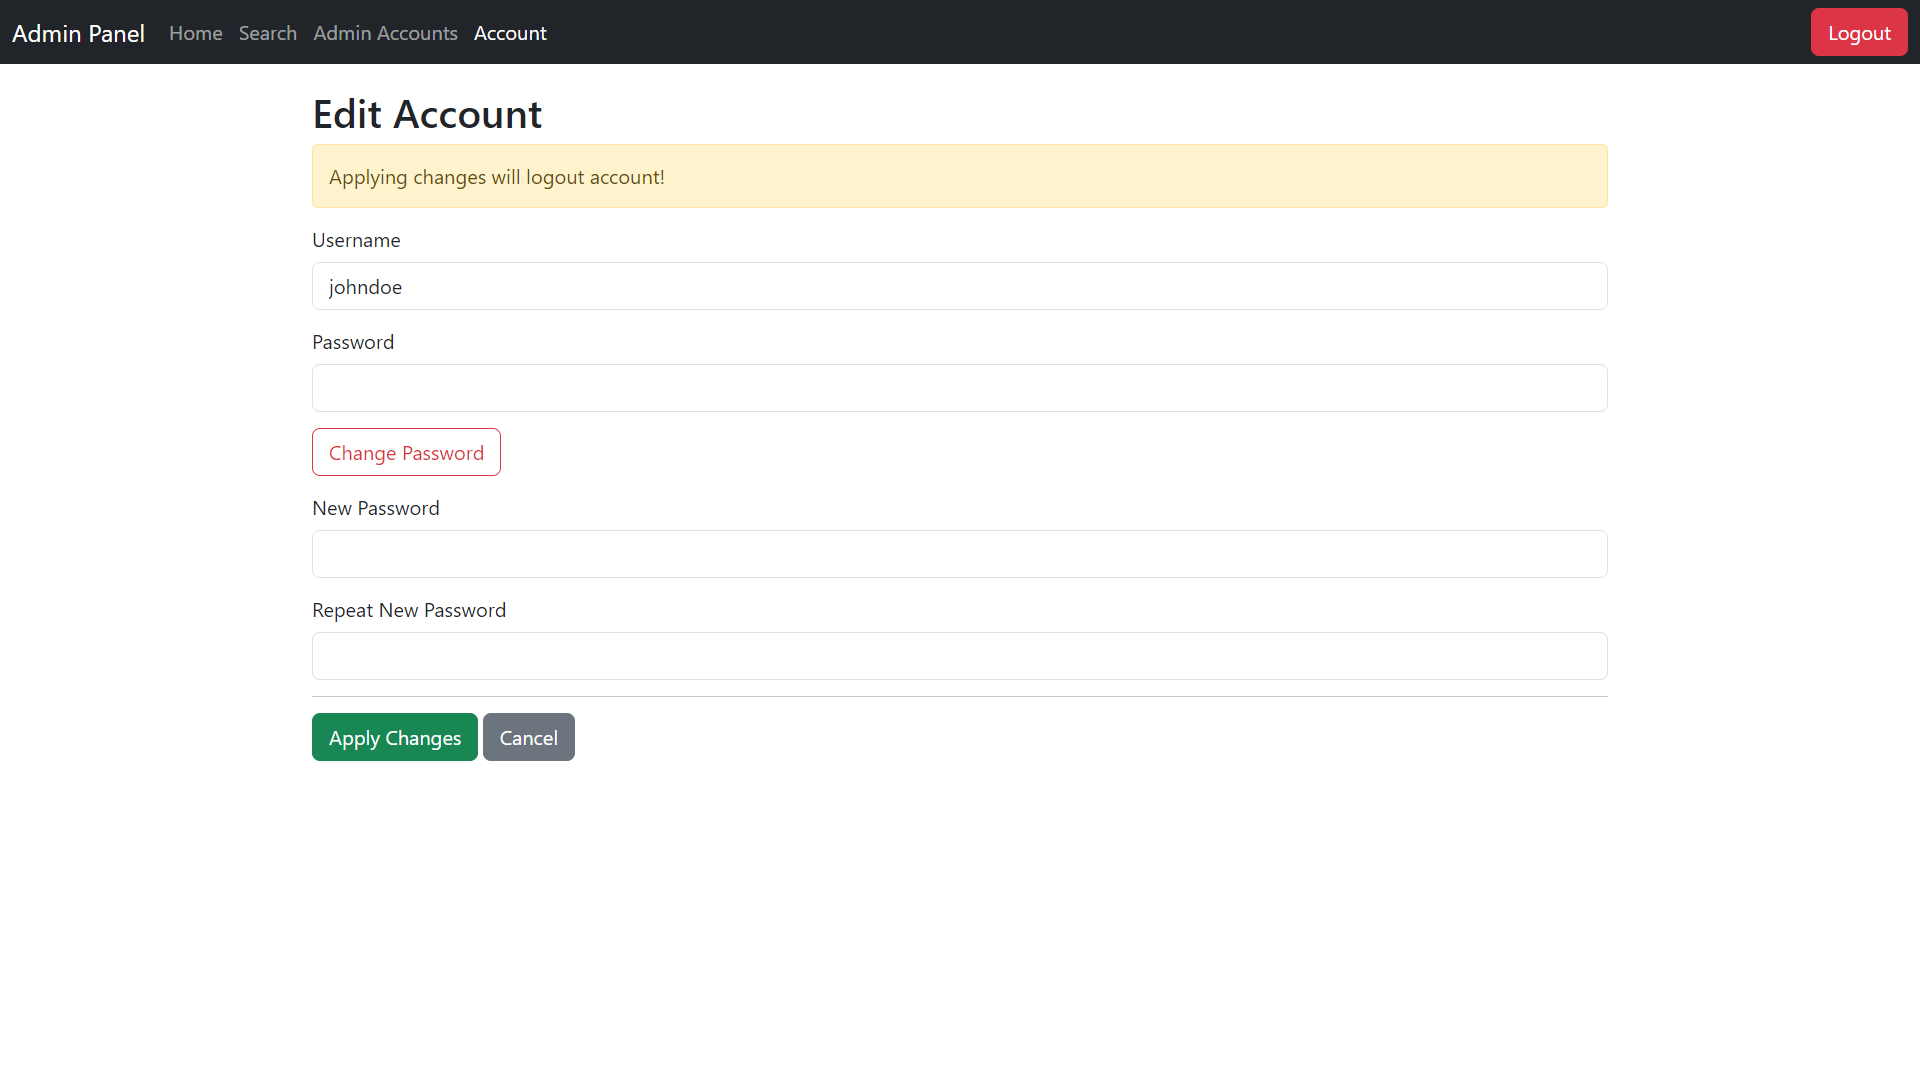 Admin Panel Home Search Admin Accounts Account Logout
Edit Account
Applying changes will logout account!
Username
johndoe
Password
Change Password
New Password
Repeat New Password
Apply Changes Cancel